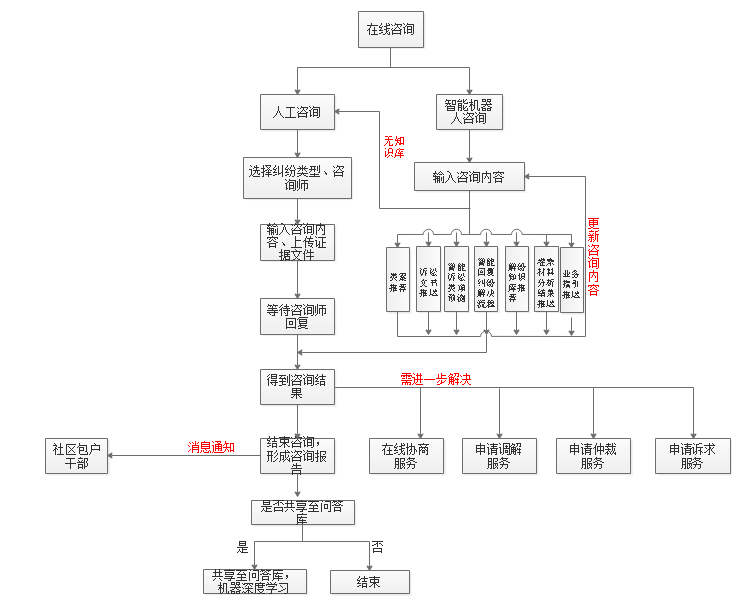 在线咨询
人工咨询
智能机器
人咨询
无知
识库
选择纠纷类型、咨
询师
输入咨询内容
更新咨询内容
输入咨询内
容、上传证
据文件
类案
推荐
诉讼
文书
推送
智能
诉讼
类项
预测
智能
回复
纠纷
解决
流程
解纷
知识
库推
荐
卷宗
材料
分析
结果
推送
业务
指引
推送
等待咨询师
回复
得到咨询结
果
需进一步解决
社区包户
干部
消息通知
结束咨询，
形成咨询报
告
在线协商
服务
申请调解
服务
申请仲裁
服务
申请诉求
服务
是否共享至问答
库
是
否
共享至问答库，
机器深度学习
结束